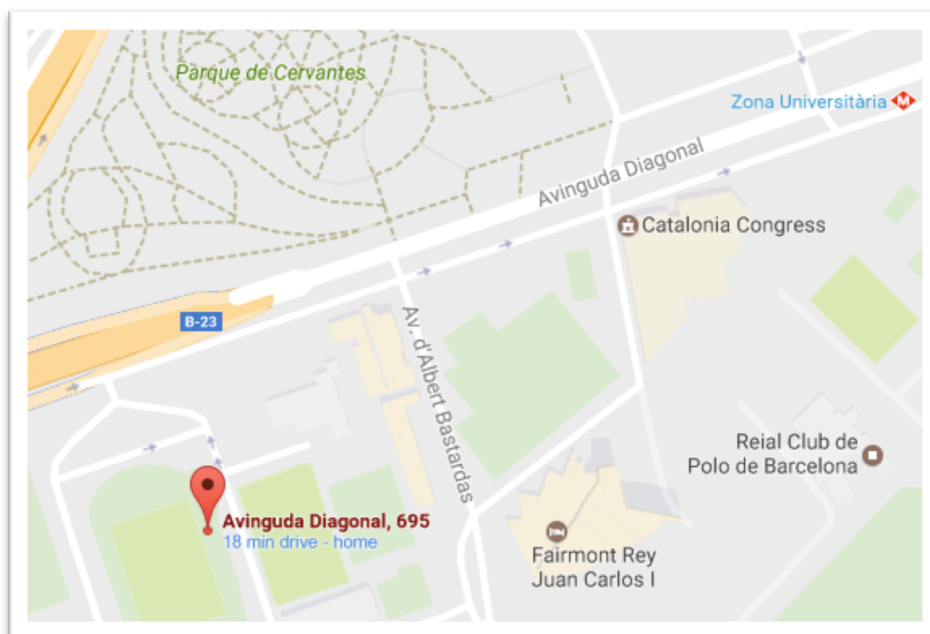 Parque de Cervantes
Zona Universitària
M
Avinguda Diagonal
Catalonia Congress
B-23
Av. d'Albert Bastardas
Reial Club de
Polo de Barcelona
Avinguda Diagonal, 695
18 min drive - home
Fairmont Rey
Juan Carlos I